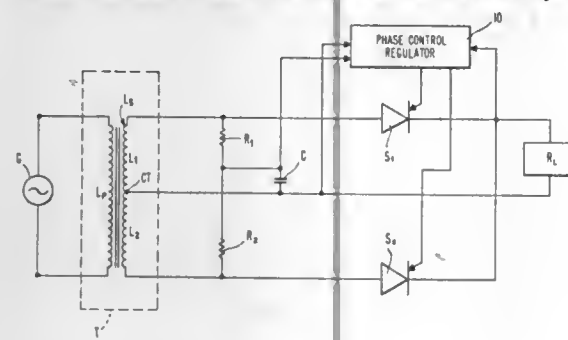 10
PHASE CONTROL
REGULATOR
G
Lp
LS
L1
CT
L2
T
R1
R2
C
S1
S2
RL